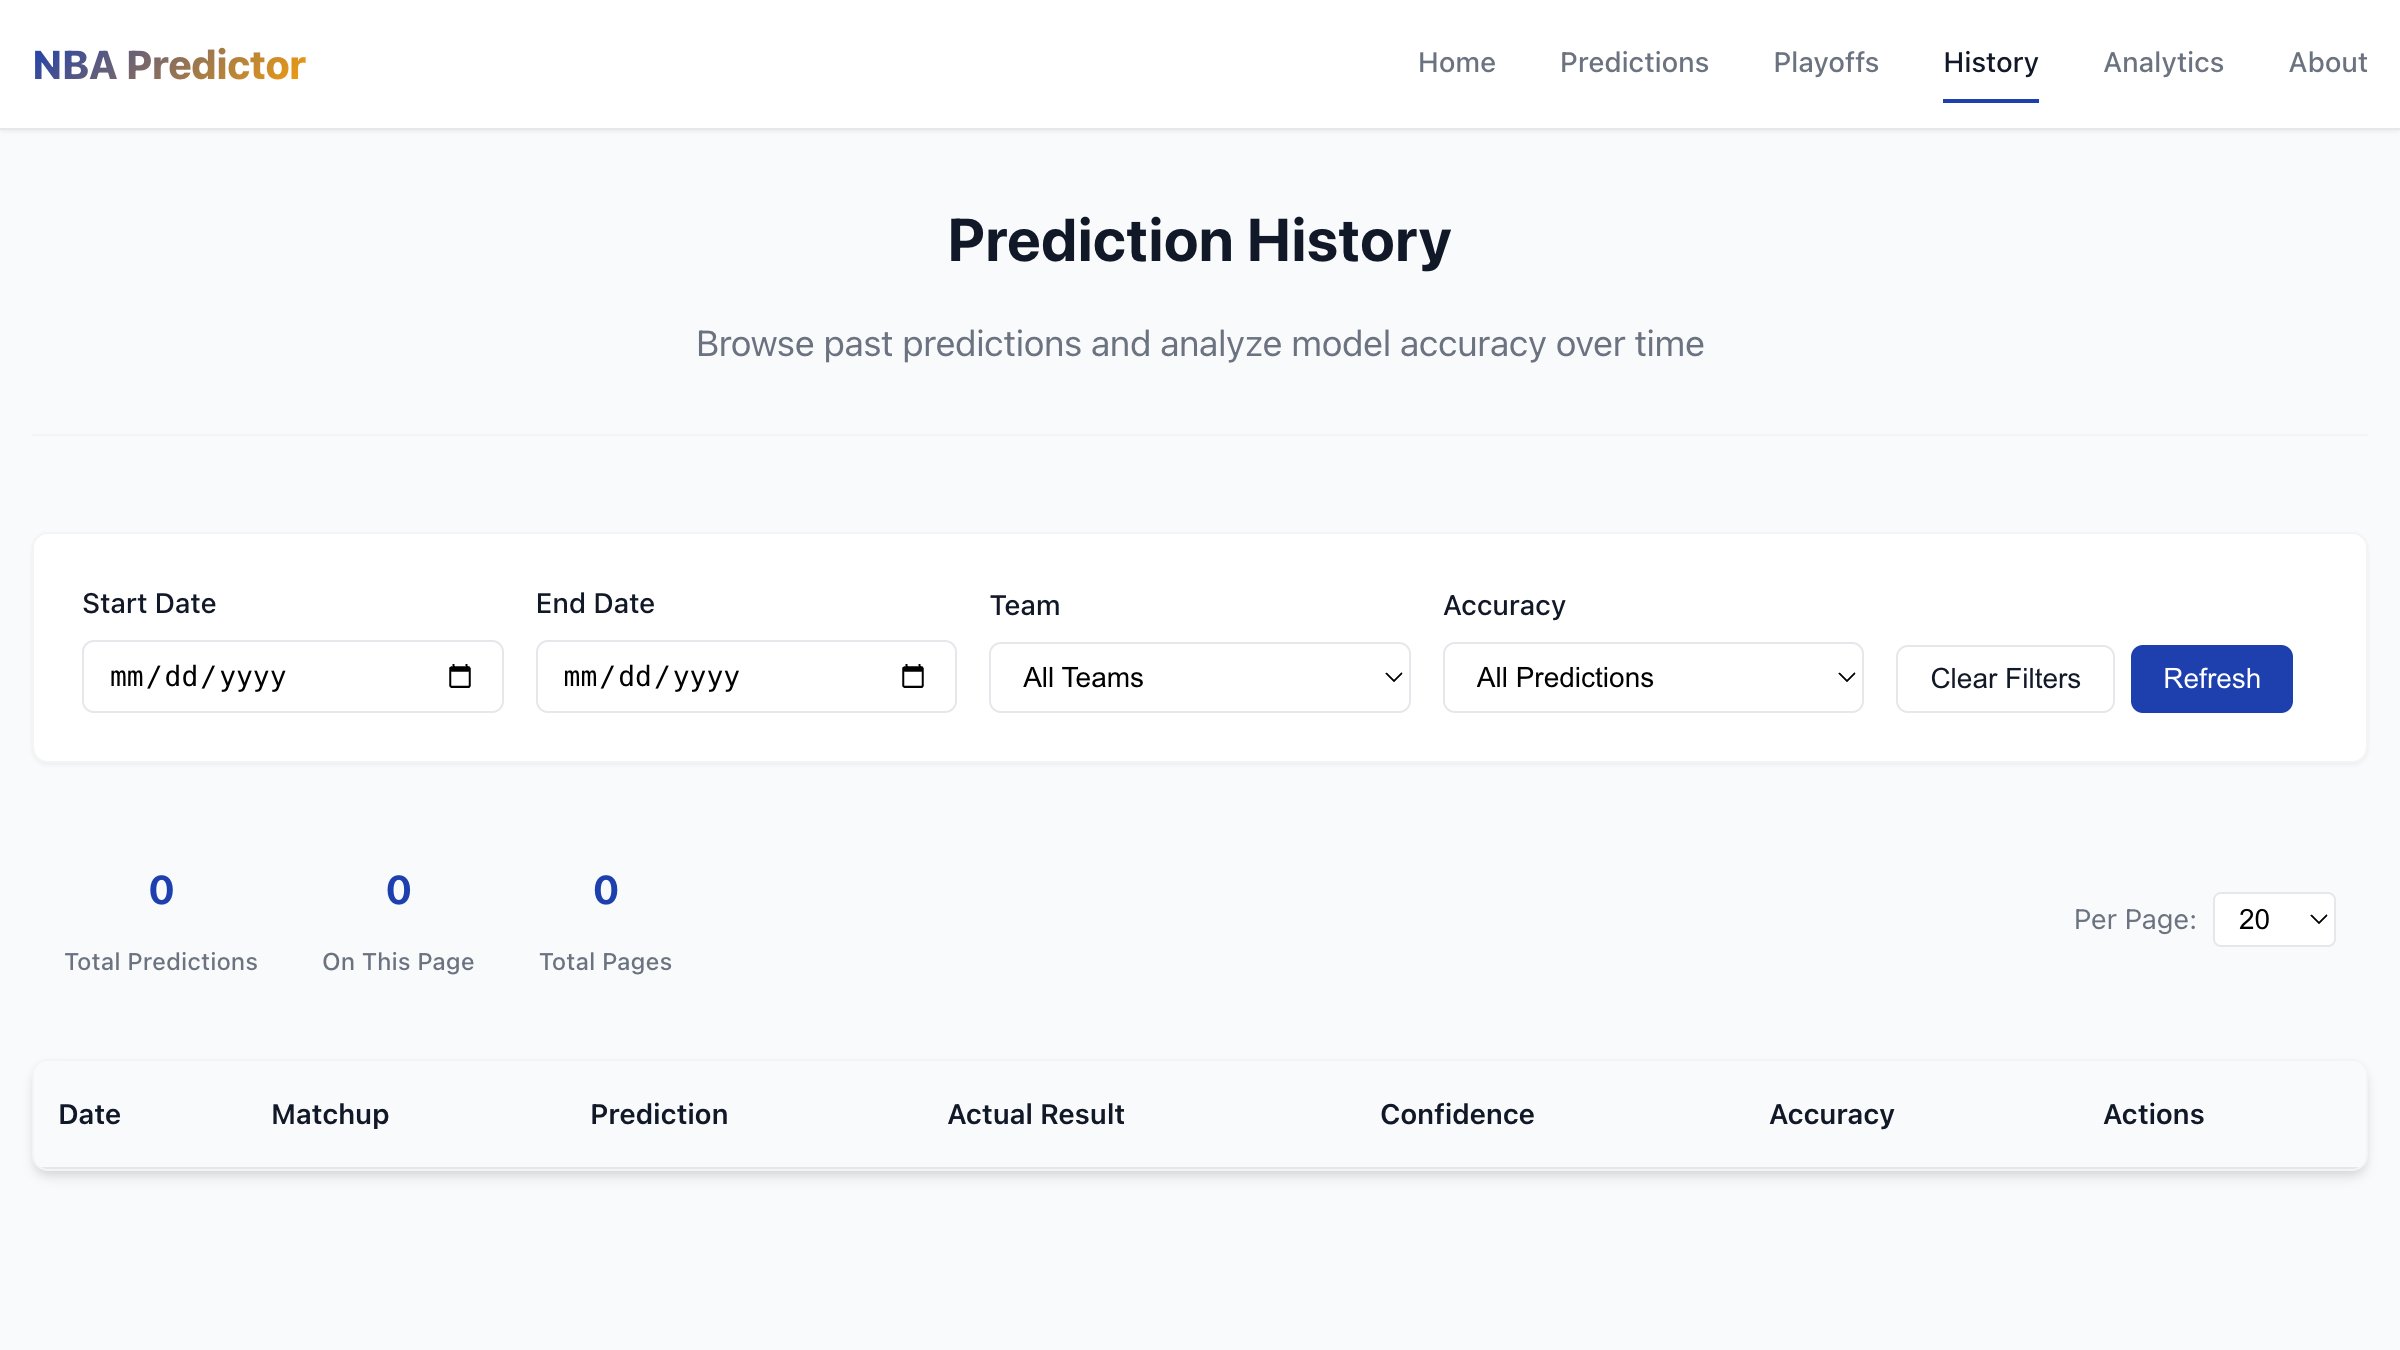 NBA Predictor
Home Predictions Playoffs History Analytics About
Prediction History
Browse past predictions and analyze model accuracy over time
Start Date End Date Team Accuracy
mm/dd/yyyy mm/dd/yyyy All Teams All Predictions Clear Filters Refresh
0 0 0
Total Predictions On This Page Total Pages
Per Page: 20
Date Matchup Prediction Actual Result Confidence Accuracy Actions